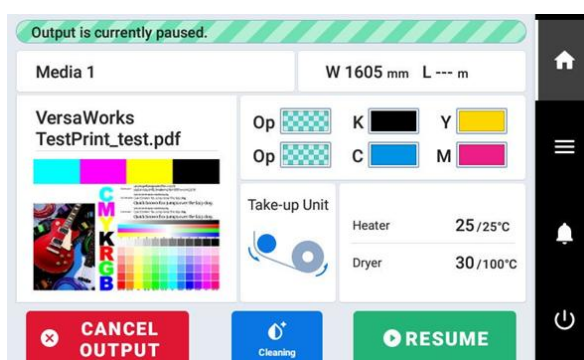 Output is currently paused.
Media 1
W 1605 mm L --- m
VersaWorks
TestPrint_test.pdf
Op K Y
Op C M
CMYKRGB
Take-up Unit
Heater 25/25°C
Dryer 30/100°C
CANCEL
OUTPUT
Cleaning
RESUME